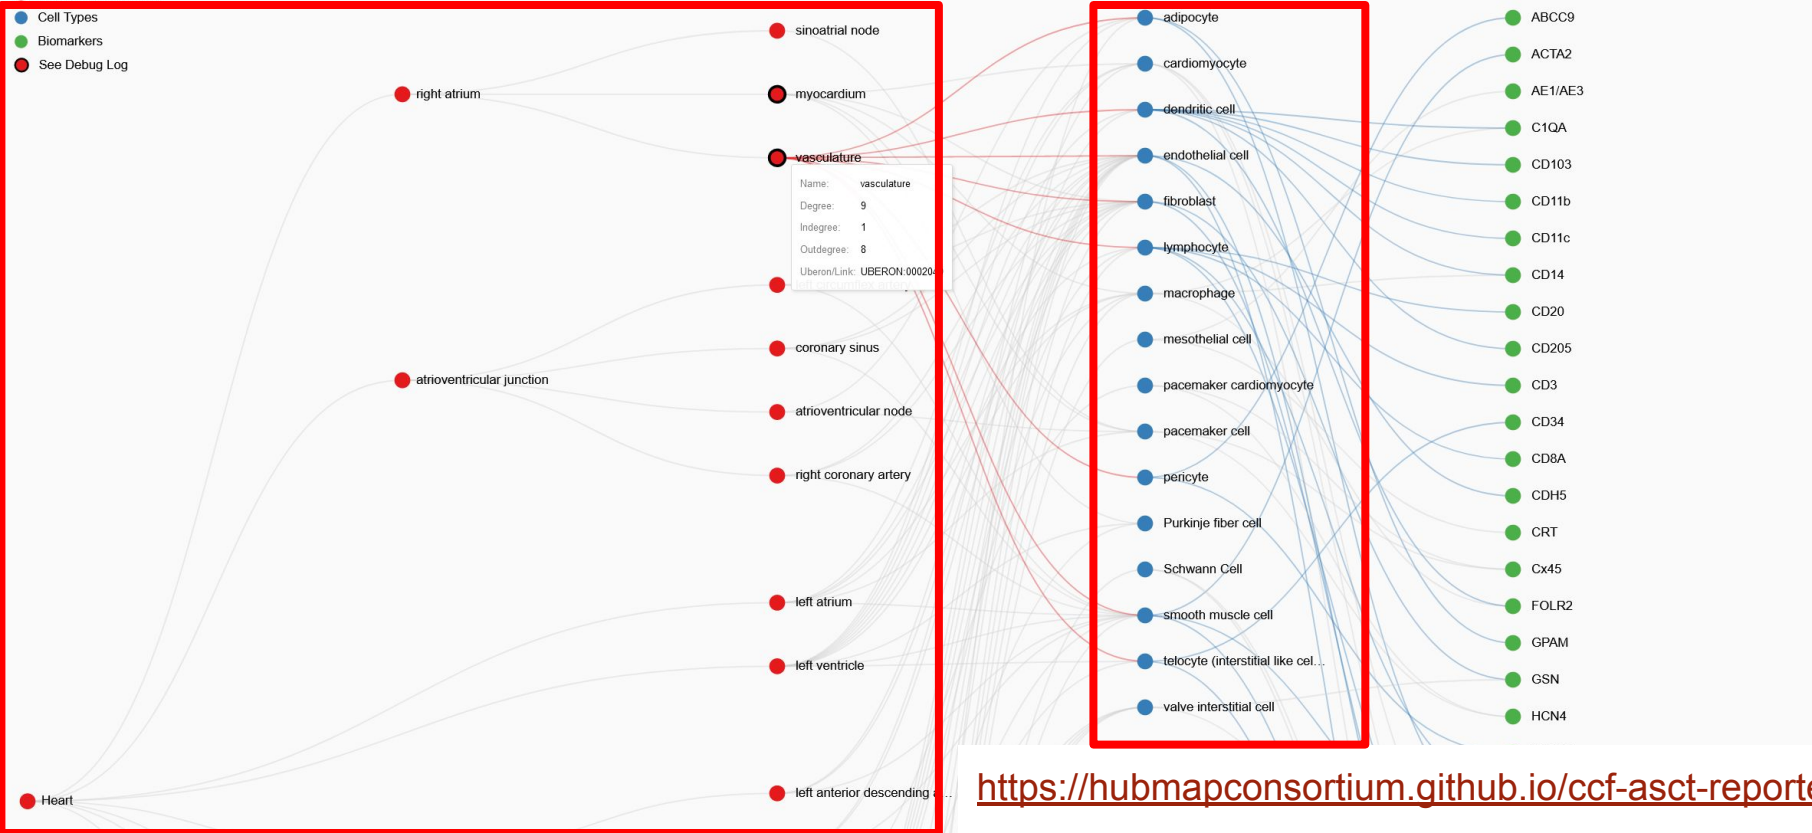 Cell Types
Biomarkers
See Debug Log
right atrium
atrioventricular junction
Heart
sinoatrial node
myocardium
vasculature
Name: vasculature
Degree: 9
Indegree: 1
Outdegree: 8
Uberon/Link: UBERON:000204
left circumflex artery
coronary sinus
atrioventricular node
right coronary artery
left atrium
left ventricle
left anterior descending a...
adipocyte
cardiomyocyte
dendritic cell
endothelial cell
fibroblast
lymphocyte
macrophage
mesothelial cell
pacemaker cardiomyocyte
pacemaker cell
pericyte
Purkinje fiber cell
Schwann Cell
smooth muscle cell
telocyte (interstitial like cel...
valve interstitial cell
ABCC9
ACTA2
AE1/AE3
C1QA
CD103
CD11b
CD11c
CD14
CD20
CD205
CD3
CD34
CD8A
CDH5
CRT
Cx45
FOLR2
GPAM
GSN
HCN4
https://hubmapconsortium.github.io/ccf-asct-reporte